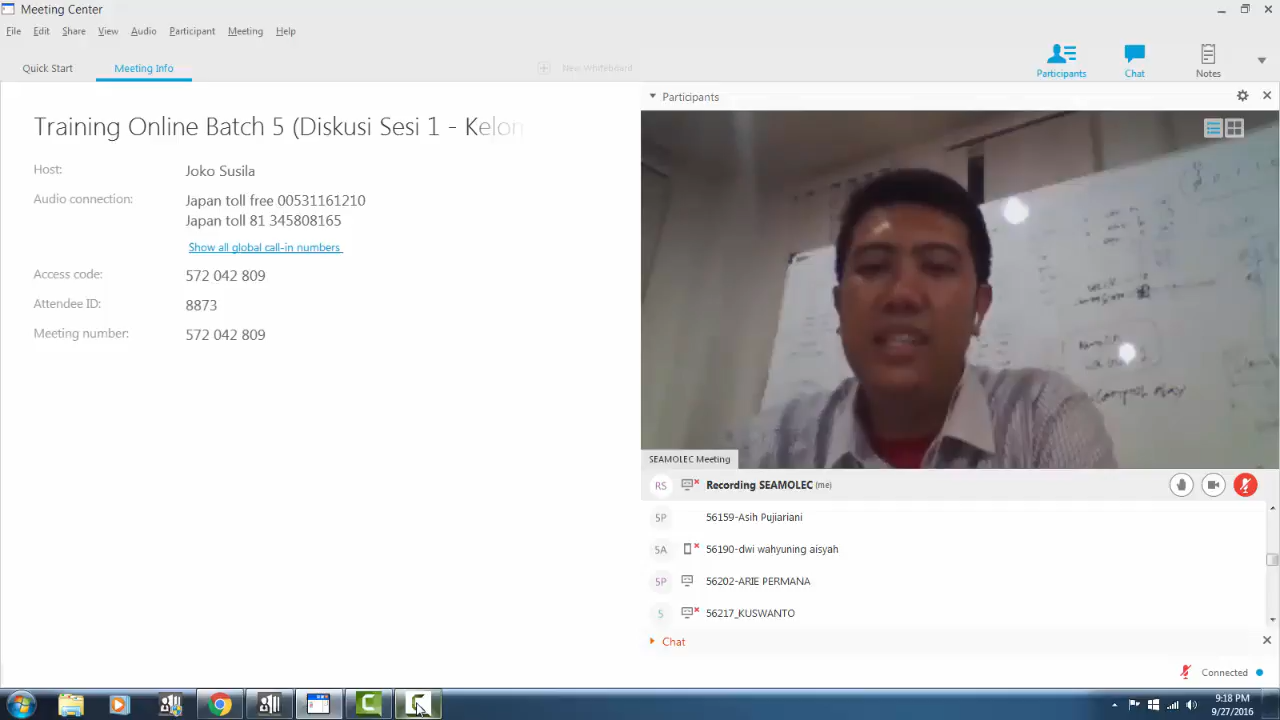 Meeting Center
File Edit Share View Audio Participant Meeting Help
Quick Start Meeting Info New Whiteboard
Participants Chat Notes
Participants
Training Online Batch 5 (Diskusi Sesi 1 - Kelon
Host: Joko Susila
Audio connection: Japan toll free 00531161210
Japan toll 81 345808165
Show all global call-in numbers
Access code: 572 042 809
Attendee ID: 8873
Meeting number: 572 042 809
SEAMOLEC Meeting
RS Recording SEAMOLEC (me)
5P 56159-Asih Pujiariani
5A 56190-dwi wahyuning aisyah
5P 56202-ARIE PERMANA
5 56217_KUSWANTO
Chat
Connected
9:18 PM
9/27/2016